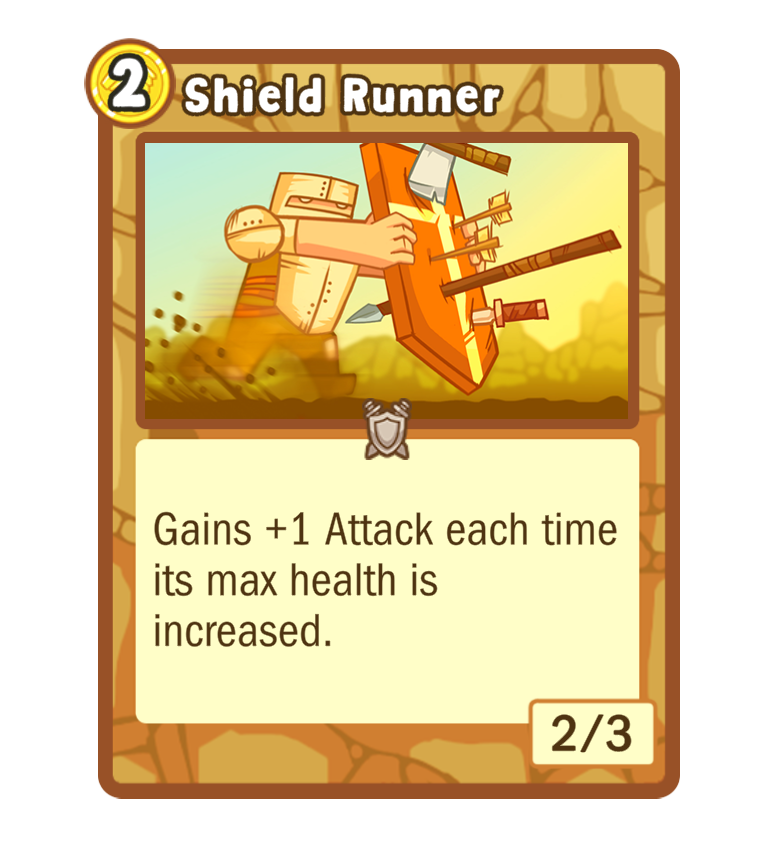 2
Shield Runner
Gains +1 Attack each time
its max health is
increased.
2/3